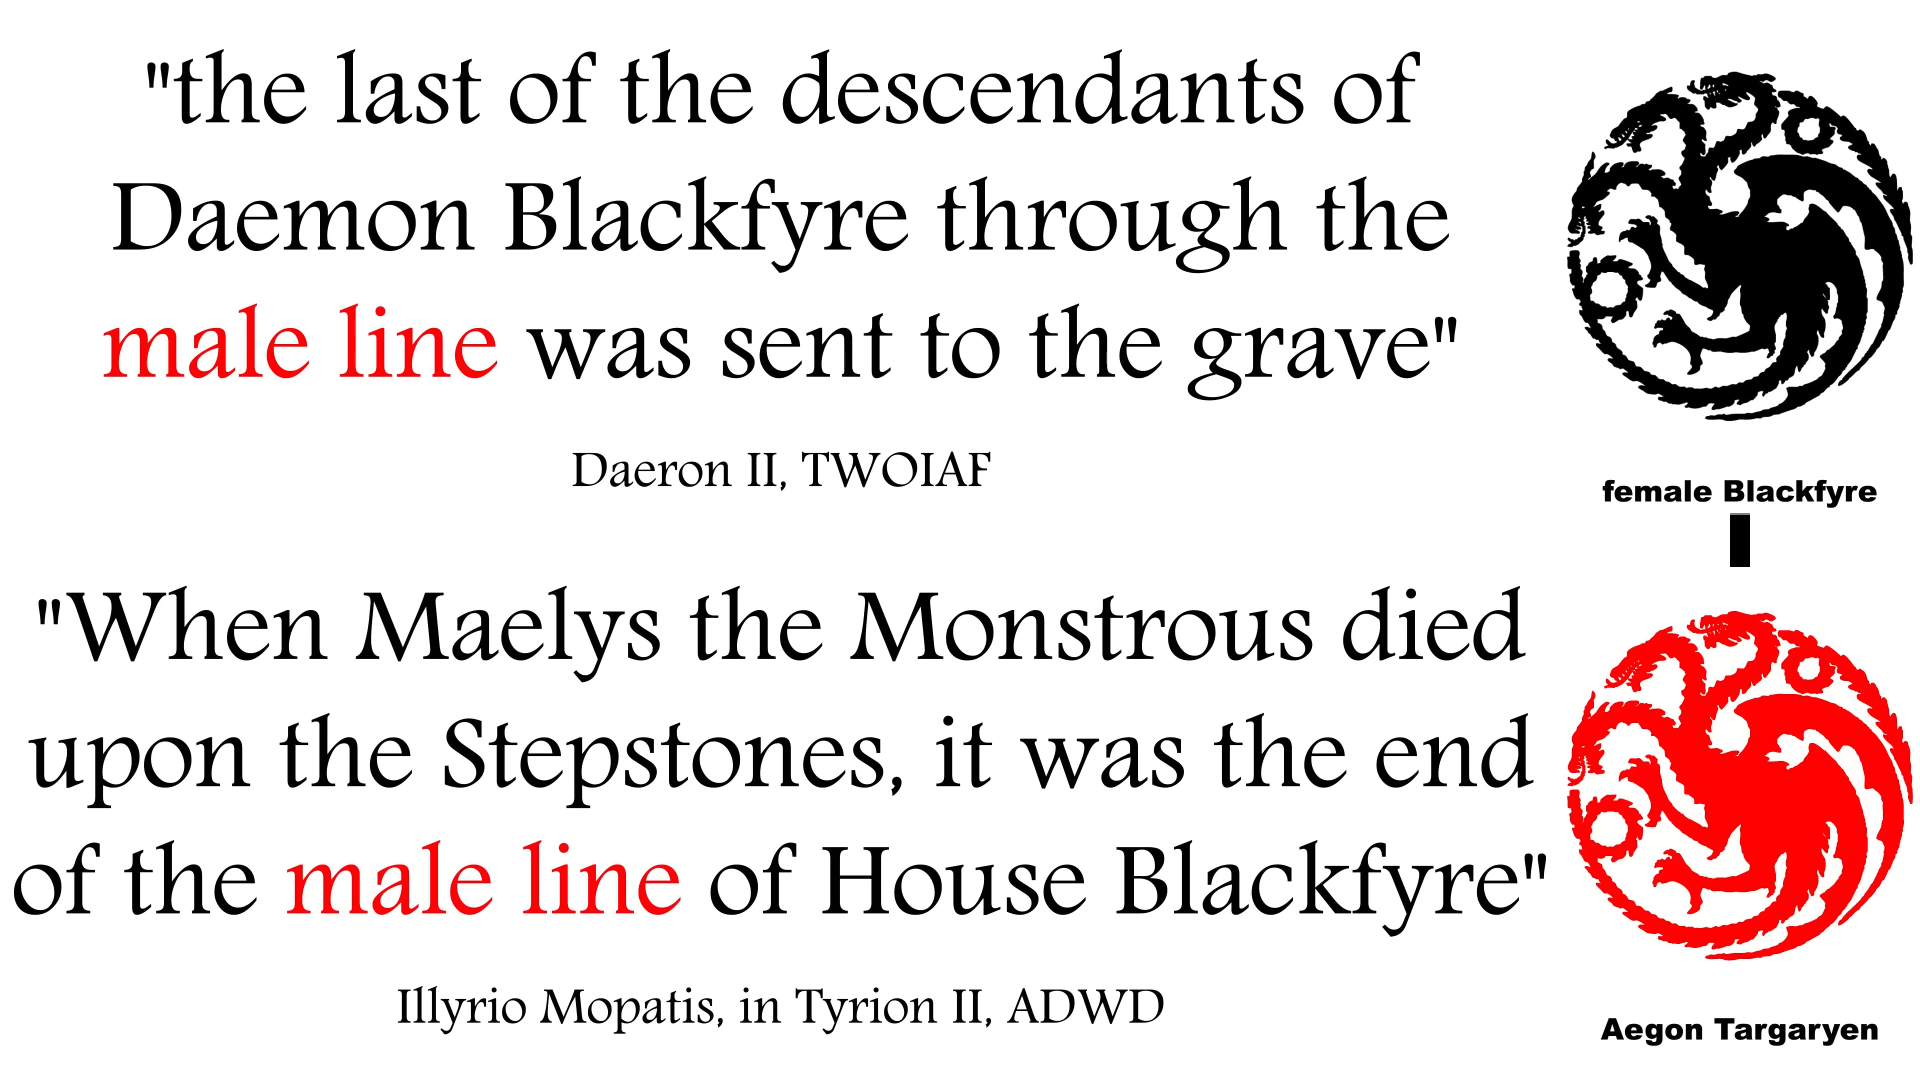 "the last of the descendants of
Daemon Blackfyre through the
male line was sent to the grave"
Daeron II, TWOIAF
female Blackfyre
"When Maelys the Monstrous died
upon the Stepstones, it was the end
of the male line of House Blackfyre"
Illyrio Mopatis, in Tyrion II, ADWD
Aegon Targaryen